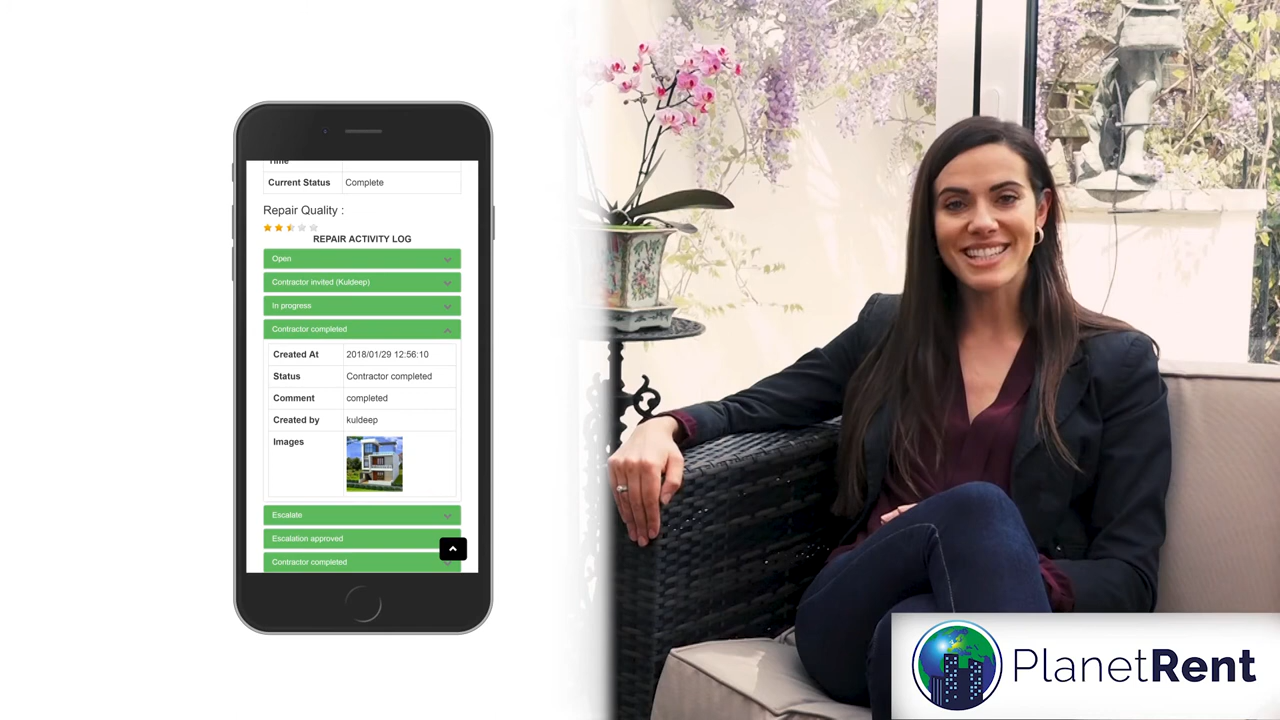 Time
Current Status Complete
Repair Quality :
REPAIR ACTIVITY LOG
Open
Contractor invited (Kuldeep)
In progress
Contractor completed
Created At 2018/01/29 12:56:10
Status Contractor completed
Comment completed
Created by kuldeep
Images
Escalate
Escalation approved
Contractor completed
PlanetRent